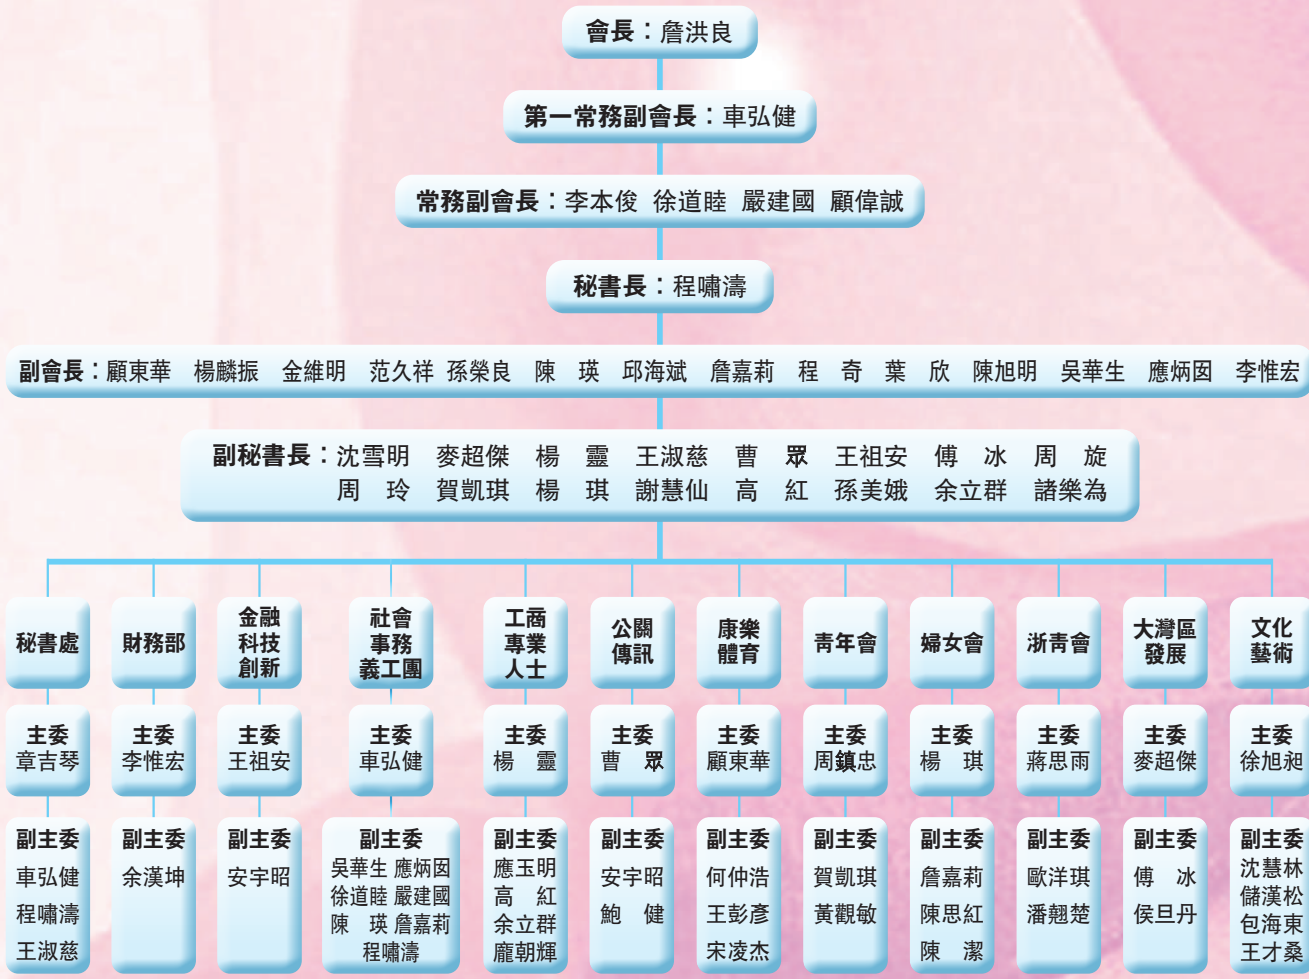 會長：詹洪良
第一常務副會長：車弘健
常務副會長：李本俊 徐道睦 嚴建國 顧偉誠
秘書長：程嘯濤
副會長：顧東華 楊麟振 金維明 范久祥 孫榮良 陳 瑛 邱海斌 詹嘉莉 程 奇 葉 欣 陳旭明 吳華生 應炳囡 李惟宏
副秘書長：沈雪明 麥超傑 楊 靈 王淑慈 曹 眾 王祖安 傅 冰 周 旋
周 玲 賀凱琪 楊 琪 謝慧仙 高 紅 孫美娥 余立群 諸樂為
秘書處
主委
章吉琴
副主委
車弘健
程嘯濤
王淑慈
財務部
主委
李惟宏
副主委
余漢坤
金融
科技
創新
主委
王祖安
副主委
安宇昭
社會
事務
義工團
主委
車弘健
副主委
吳華生 應炳囡
徐道睦 嚴建國
陳 瑛 詹嘉莉
程嘯濤
工商
專業
人士
主委
楊 靈
副主委
應玉明
高 紅
余立群
龐朝輝
公關
傳訊
主委
曹 眾
副主委
安宇昭
鮑 健
康樂
體育
主委
顧東華
副主委
何仲浩
王彭彥
宋凌杰
青年會
主委
周鎮忠
副主委
賀凱琪
黃觀敏
婦女會
主委
楊 琪
副主委
詹嘉莉
陳思紅
陳 潔
浙青會
主委
蔣思雨
副主委
歐洋琪
潘翹楚
大灣區
發展
主委
麥超傑
副主委
傅 冰
侯旦丹
文化
藝術
主委
徐旭昶
副主委
沈慧林
儲漢松
包海東
王才桑